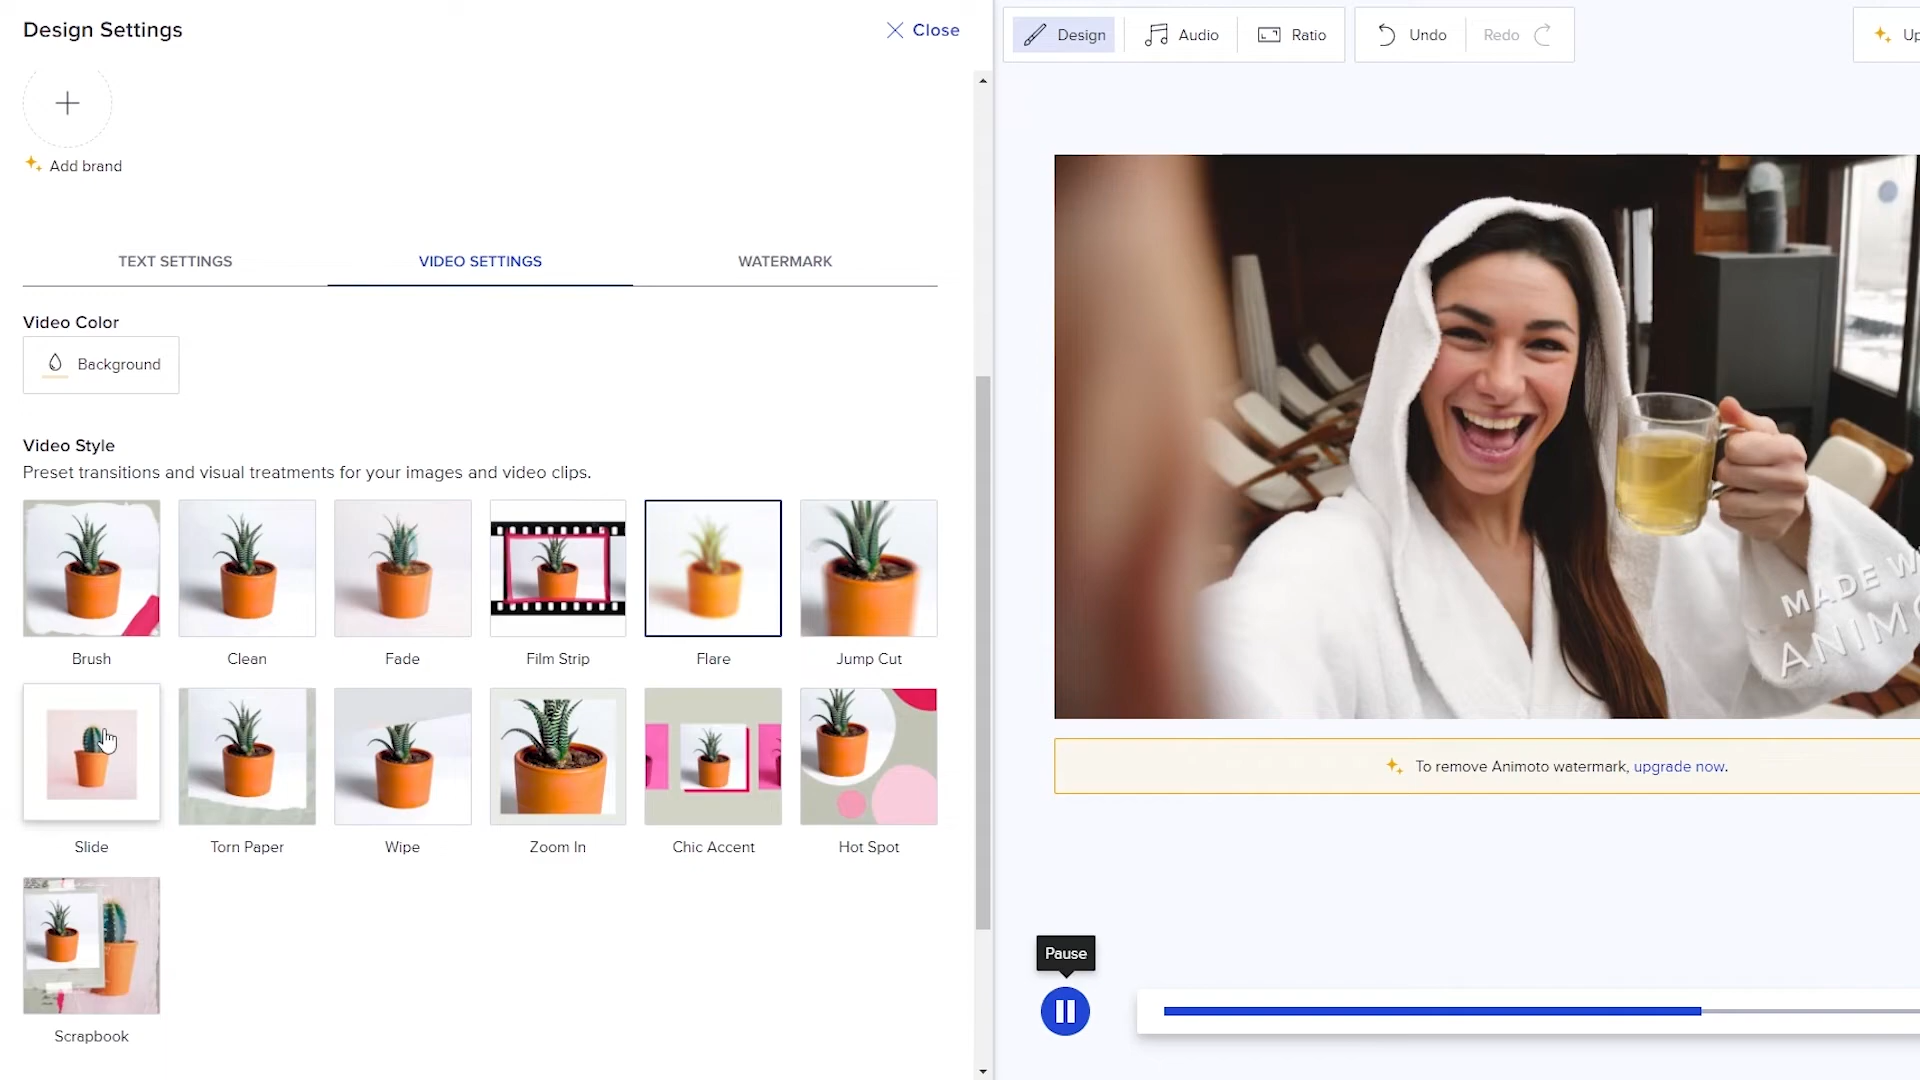 Design Settings
Close
Add brand
TEXT SETTINGS
VIDEO SETTINGS
WATERMARK
Video Color
Background
Video Style
Preset transitions and visual treatments for your images and video clips.
Brush
Clean
Fade
Film Strip
Flare
Jump Cut
Slide
Torn Paper
Wipe
Zoom In
Chic Accent
Hot Spot
Scrapbook
Design
Audio
Ratio
Undo
Redo
Up
MADE W
ANIMO
To remove Animoto watermark, upgrade now.
Pause